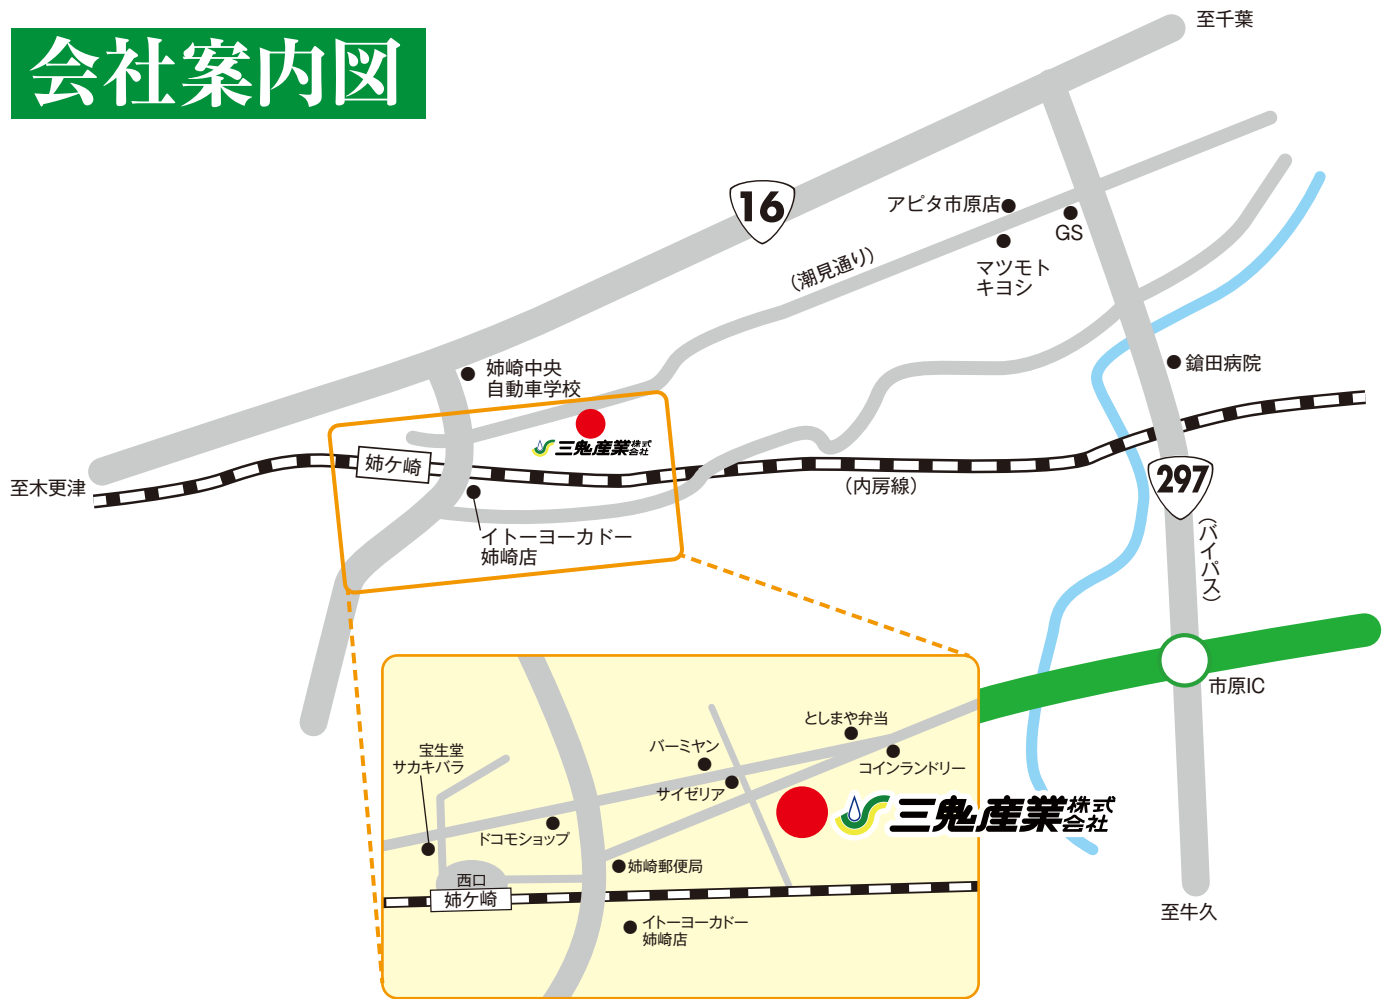 会社案内図
至千葉
16
アピタ市原店
GS
マツモト
キヨシ
(潮見通り)
鎗田病院
姉崎中央
自動車学校
三鬼産業株式
会社
姉ケ崎
至木更津
(内房線)
297
(バイパス)
イトーヨーカドー
姉崎店
市原IC
としまや弁当
バーミヤン
宝生堂
サカキバラ
コインランドリー
サイゼリア
三鬼産業株式
会社
ドコモショップ
姉崎郵便局
西口
姉ケ崎
イトーヨーカドー
姉崎店
至牛久